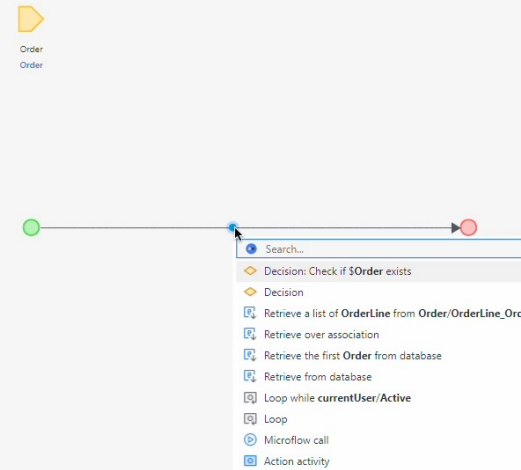 Order
Order
Search...
Decision: Check if $Order exists
Decision
Retrieve a list of OrderLine from Order/OrderLine_Orc
Retrieve over association
Retrieve the first Order from database
Retrieve from database
Loop while currentUser/Active
Loop
Microflow call
Action activity